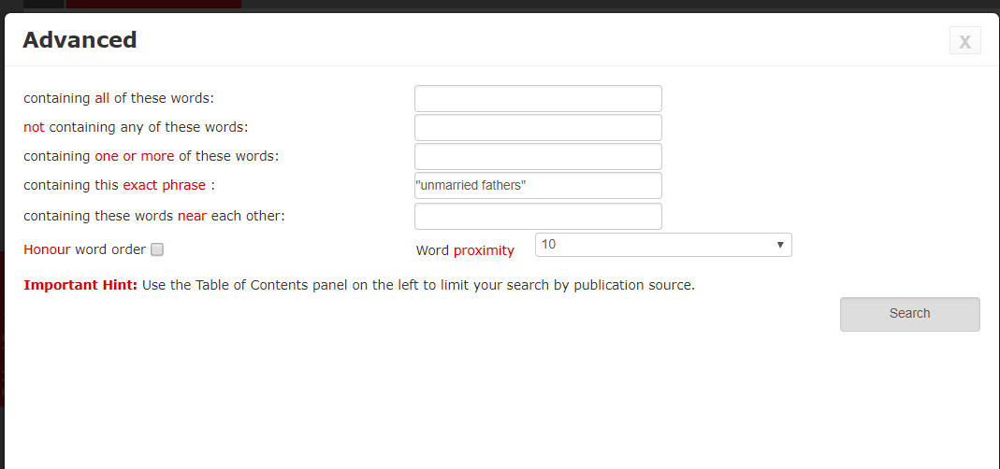 Advanced
X
containing all of these words:
not containing any of these words:
containing one or more of these words:
containing this exact phrase :
"unmarried fathers"
containing these words near each other:
Honour word order
Word proximity
10
Important Hint: Use the Table of Contents panel on the left to limit your search by publication source.
Search